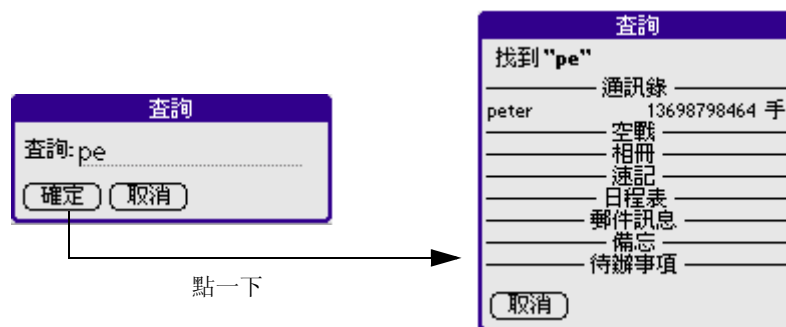 查詢
查詢: pe
確定 取消
點一下
查詢
找到 "pe"
通訊錄
peter 13698798464 手
空戰
相冊
速記
日程表
郵件訊息
備忘
待辦事項
取消